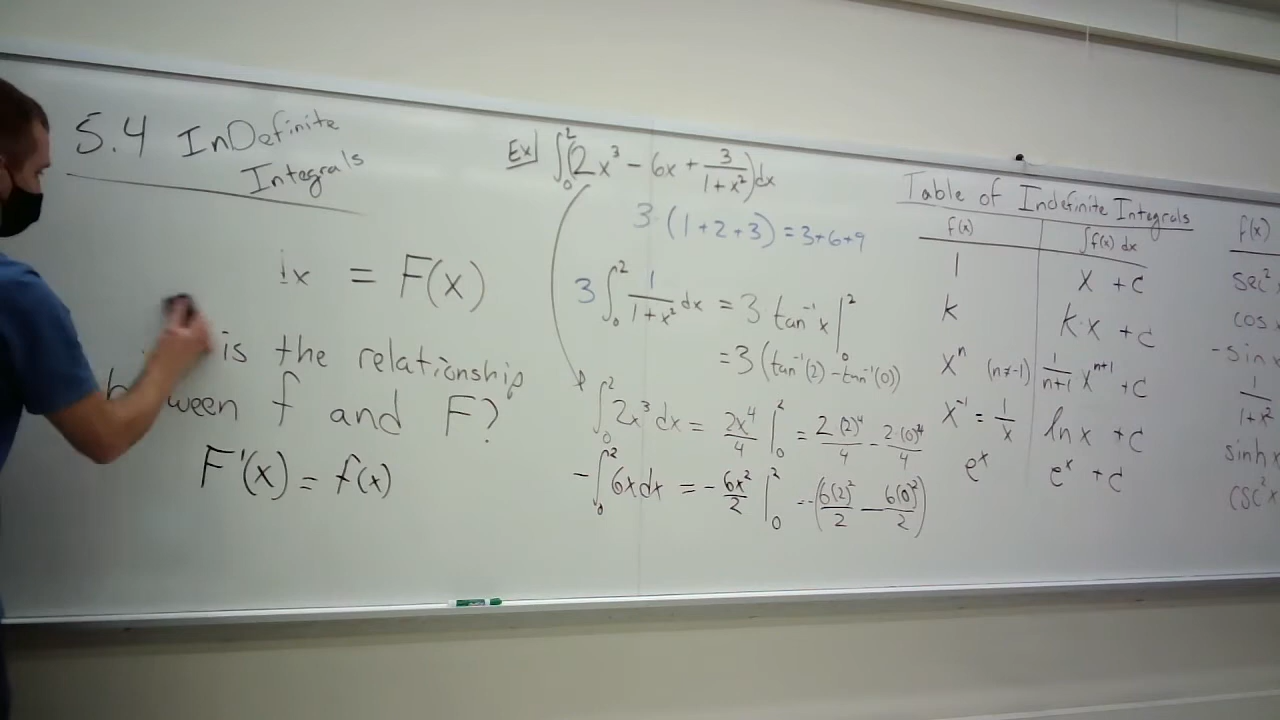 5.4 InDefinite
Integrals
dx = F(x)
is the relationship
ween f and F?
F'(x) = f(x)
Ex] ∫₀² (2x³ - 6x + 3/(1+x²)) dx
3 (1+2+3) = 3+6+9
3 ∫₀² 1/(1+x²) dx = 3 tan⁻¹x |₀²
= 3 (tan⁻¹(2) - tan⁻¹(0))
∫₀² 2x³ dx = 2x⁴/4 |₀² = 2·(2)⁴/4 - 2·(0)⁴/4
- ∫₀² 6x dx = - 6x²/2 |₀² = -(6(2)²/2 - 6(0)²/2)
Table of Indefinite Integrals
f(x) ∫f(x) dx
1 x + c
k k·x + c
xⁿ (n≠-1) 1/(n+1) xⁿ⁺¹ + c
x⁻¹ = 1/x ln x + c
eˣ eˣ + c
f(x)
sec²
cos x
-sin x
1/(1+x²)
sinh x
csc²x